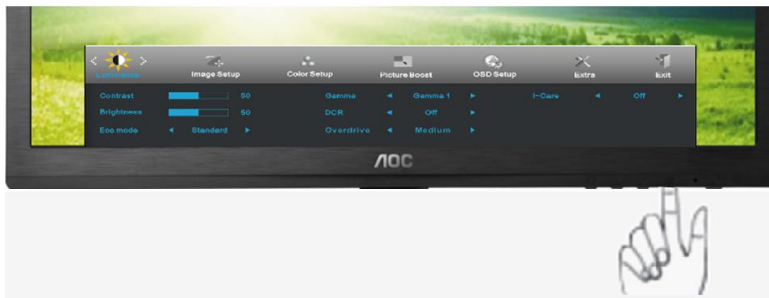 Luminance Image Setup Color Setup Picture Boost OSD Setup Extra Exit
Contrast 50 Gamma Gamma 1 i-Care Off
Brightness 50 DCR Off
Eco mode Standard Overdrive Medium
AOC